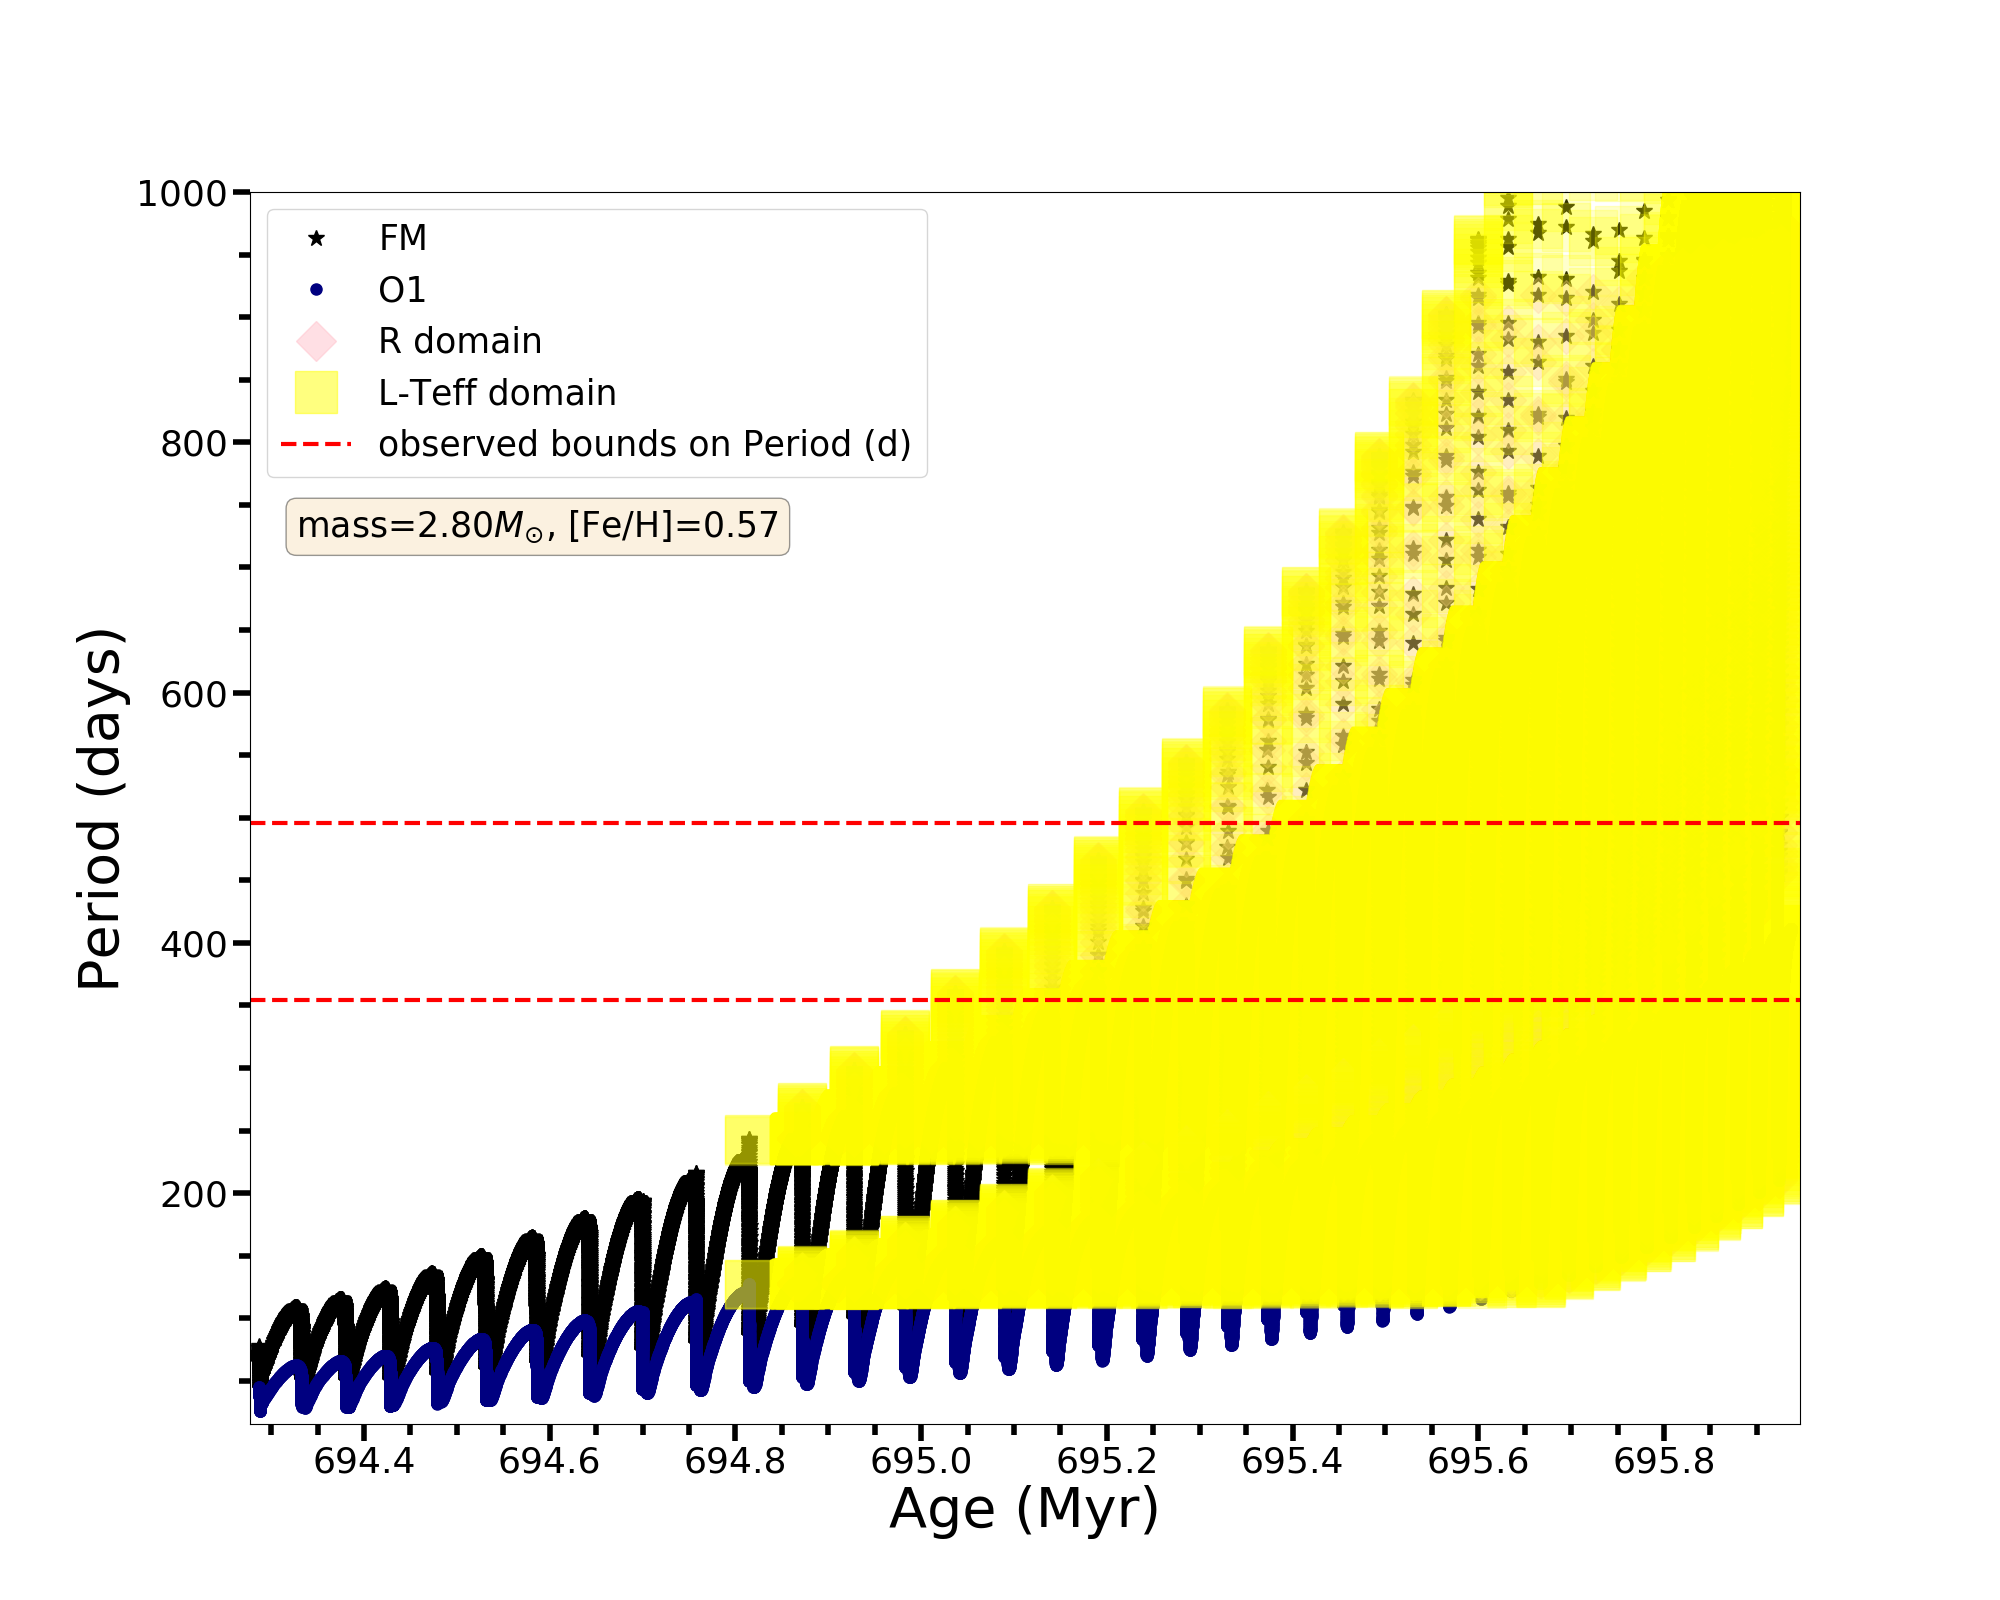 1000
800
600
400
200
Period (days)
FM
O1
R domain
L-Teff domain
observed bounds on Period (d)
mass=2.80M⊙, [Fe/H]=0.57
694.4 694.6 694.8 695.0 695.2 695.4 695.6 695.8
Age (Myr)